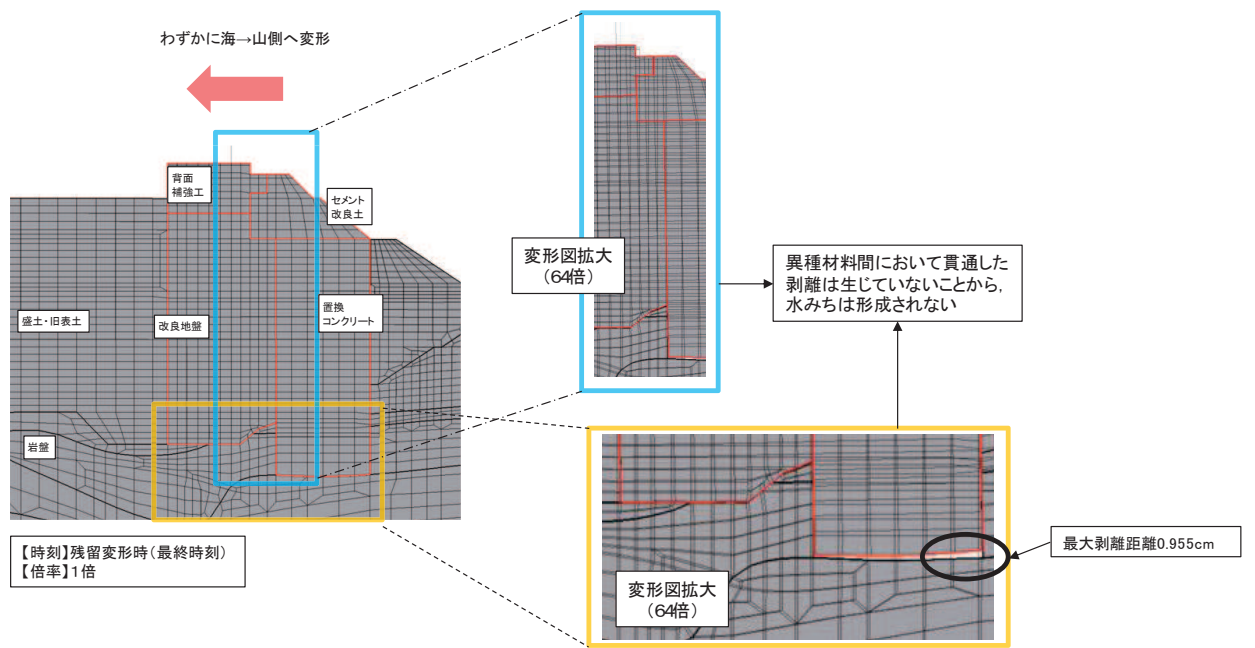 わずかに海→山側へ変形
背面
補強工
セメント
改良土
盛土・旧表土
改良地盤
置換
コンクリート
岩盤
【時刻】残留変形時(最終時刻)
【倍率】1倍
変形図拡大
(64倍)
異種材料間において貫通した
剥離は生じていないことから,
水みちは形成されない
変形図拡大
(64倍)
最大剥離距離0.955cm